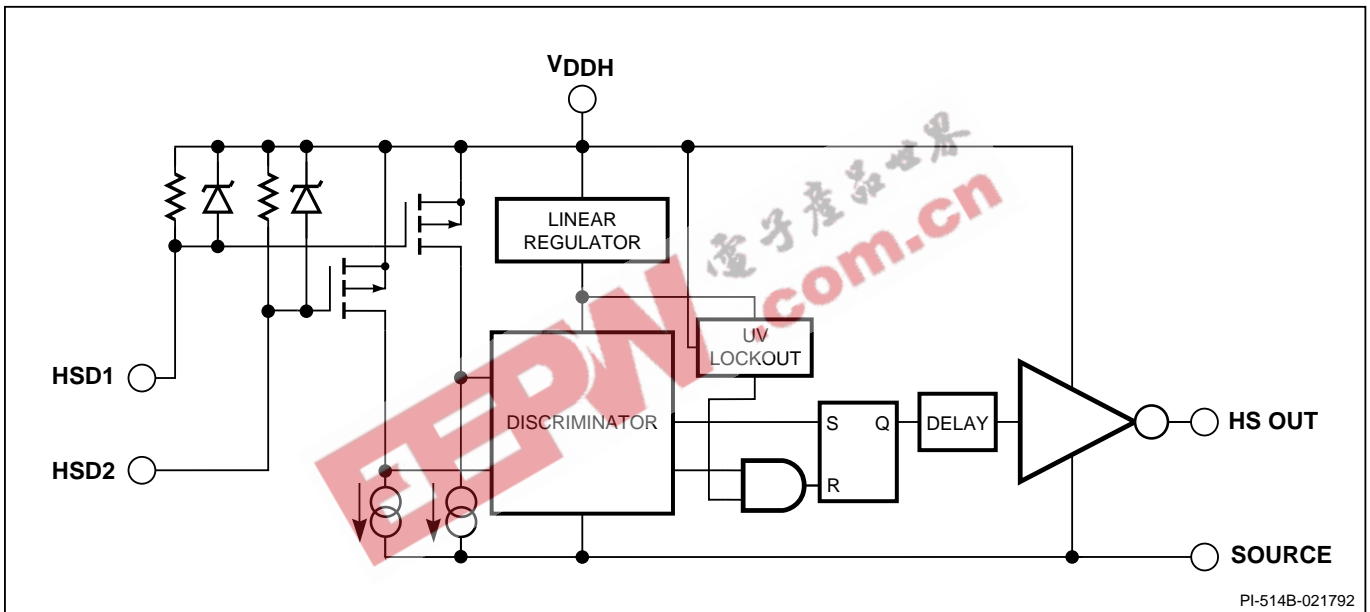 VDDH
LINEAR
REGULATOR
電子產品世界
.com.cn
EEPW
UV
LOCKOUT
HSD1
DISCRIMINATOR
S Q
DELAY
HS OUT
HSD2
R
SOURCE
PI-514B-021792